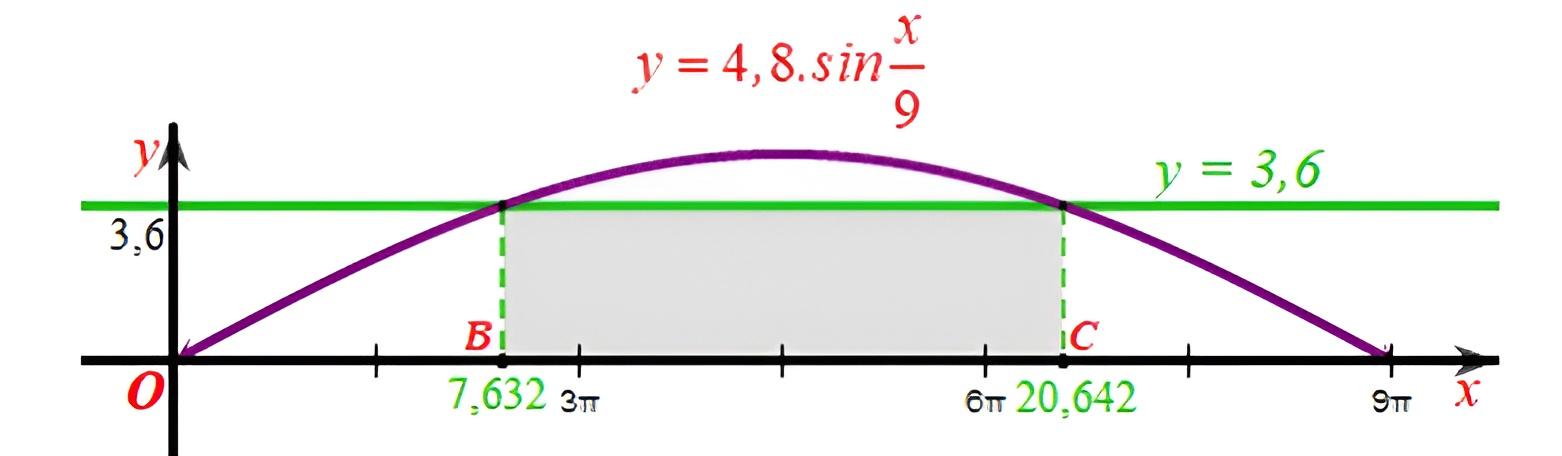 y = 4,8.sin x/9
y
y = 3,6
3,6
B
C
O
7,632
3π
6π
20,642
9π
x